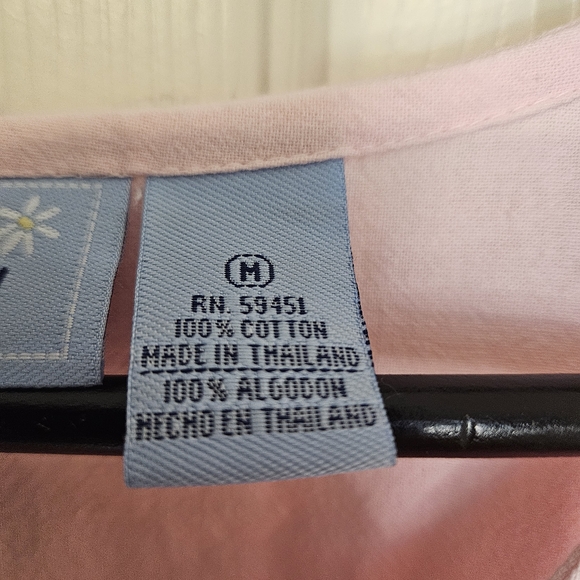 M
RN. 59451
100% COTTON
MADE IN THAILAND
100% ALGODON
HECHO EN THAILAND